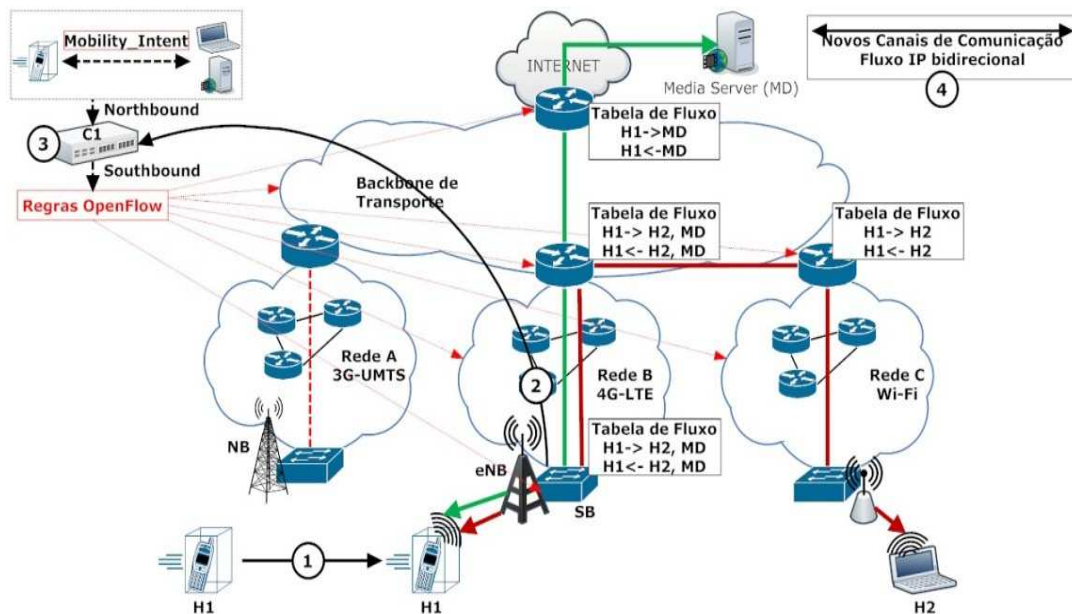 Mobility_Intent
Northbound
3
C1
Southbound
Regras OpenFlow
INTERNET
Media Server (MD)
Novos Canais de Comunicação
Fluxo IP bidirecional
4
Tabela de Fluxo
H1->MD
H1<-MD
Backbone de
Transporte
Tabela de Fluxo
H1-> H2, MD
H1<- H2, MD
Tabela de Fluxo
H1-> H2
H1<- H2
Rede A
3G-UMTS
2
Rede B
4G-LTE
Rede C
Wi-Fi
NB
eNB
Tabela de Fluxo
H1-> H2, MD
H1<- H2, MD
SB
1
H1
H1
H2